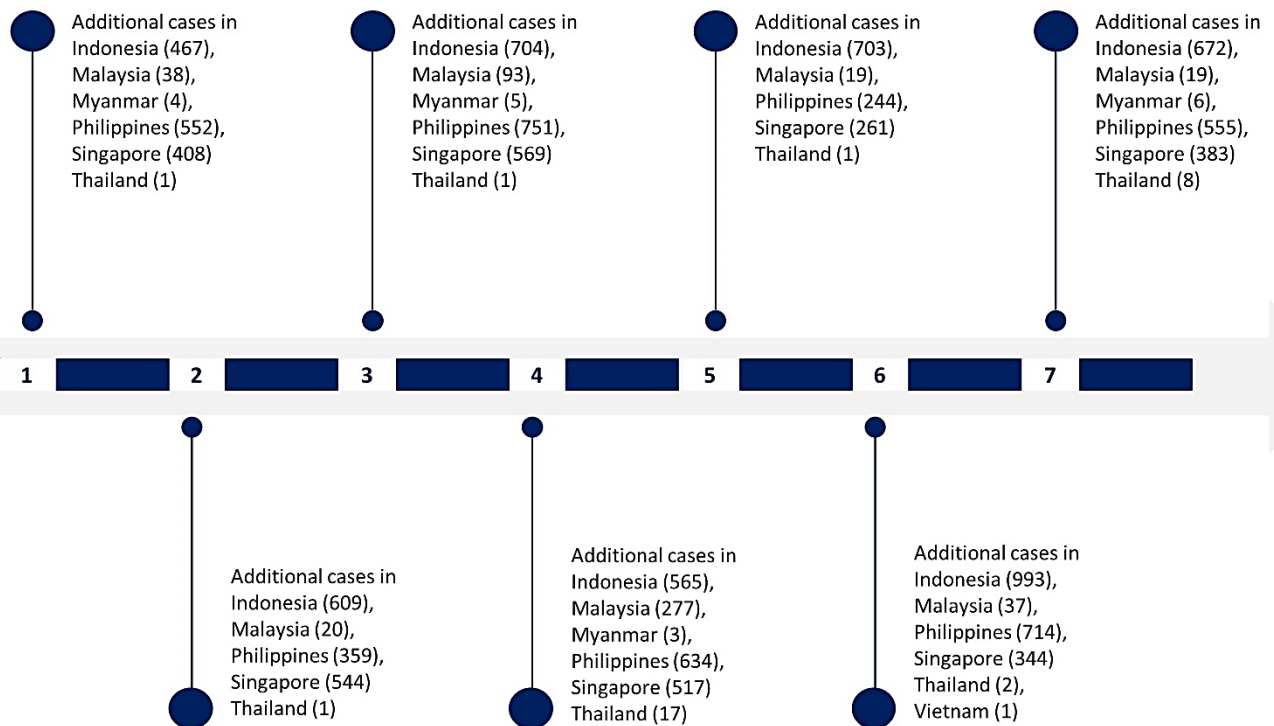 Additional cases in
Indonesia (467),
Malaysia (38),
Myanmar (4),
Philippines (552),
Singapore (408)
Thailand (1)
Additional cases in
Indonesia (704),
Malaysia (93),
Myanmar (5),
Philippines (751),
Singapore (569)
Thailand (1)
Additional cases in
Indonesia (703),
Malaysia (19),
Philippines (244),
Singapore (261)
Thailand (1)
Additional cases in
Indonesia (672),
Malaysia (19),
Myanmar (6),
Philippines (555),
Singapore (383)
Thailand (8)
1 2 3 4 5 6 7
Additional cases in
Indonesia (609),
Malaysia (20),
Philippines (359),
Singapore (544)
Thailand (1)
Additional cases in
Indonesia (565),
Malaysia (277),
Myanmar (3),
Philippines (634),
Singapore (517)
Thailand (17)
Additional cases in
Indonesia (993),
Malaysia (37),
Philippines (714),
Singapore (344)
Thailand (2),
Vietnam (1)